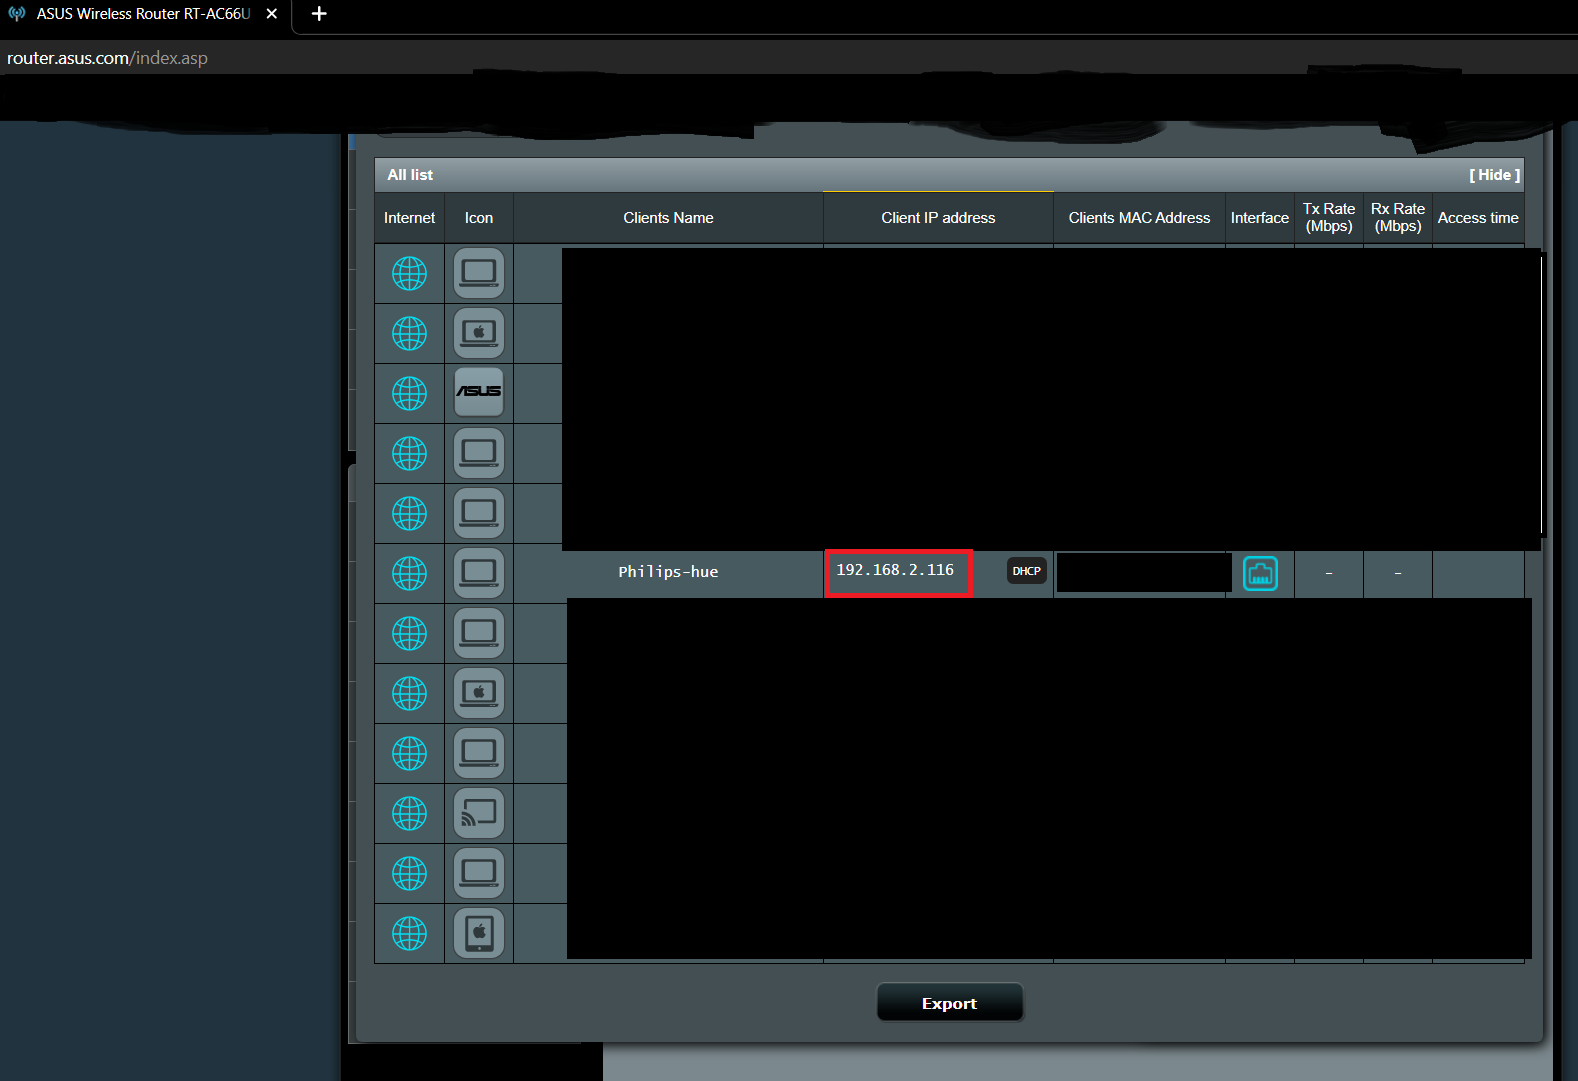 ASUS Wireless Router RT-AC66U
router.asus.com/index.asp
All list [ Hide ]
Internet Icon Clients Name Client IP address Clients MAC Address Interface Tx Rate (Mbps) Rx Rate (Mbps) Access time
ASUS
Philips-hue 192.168.2.116 DHCP - -
Export